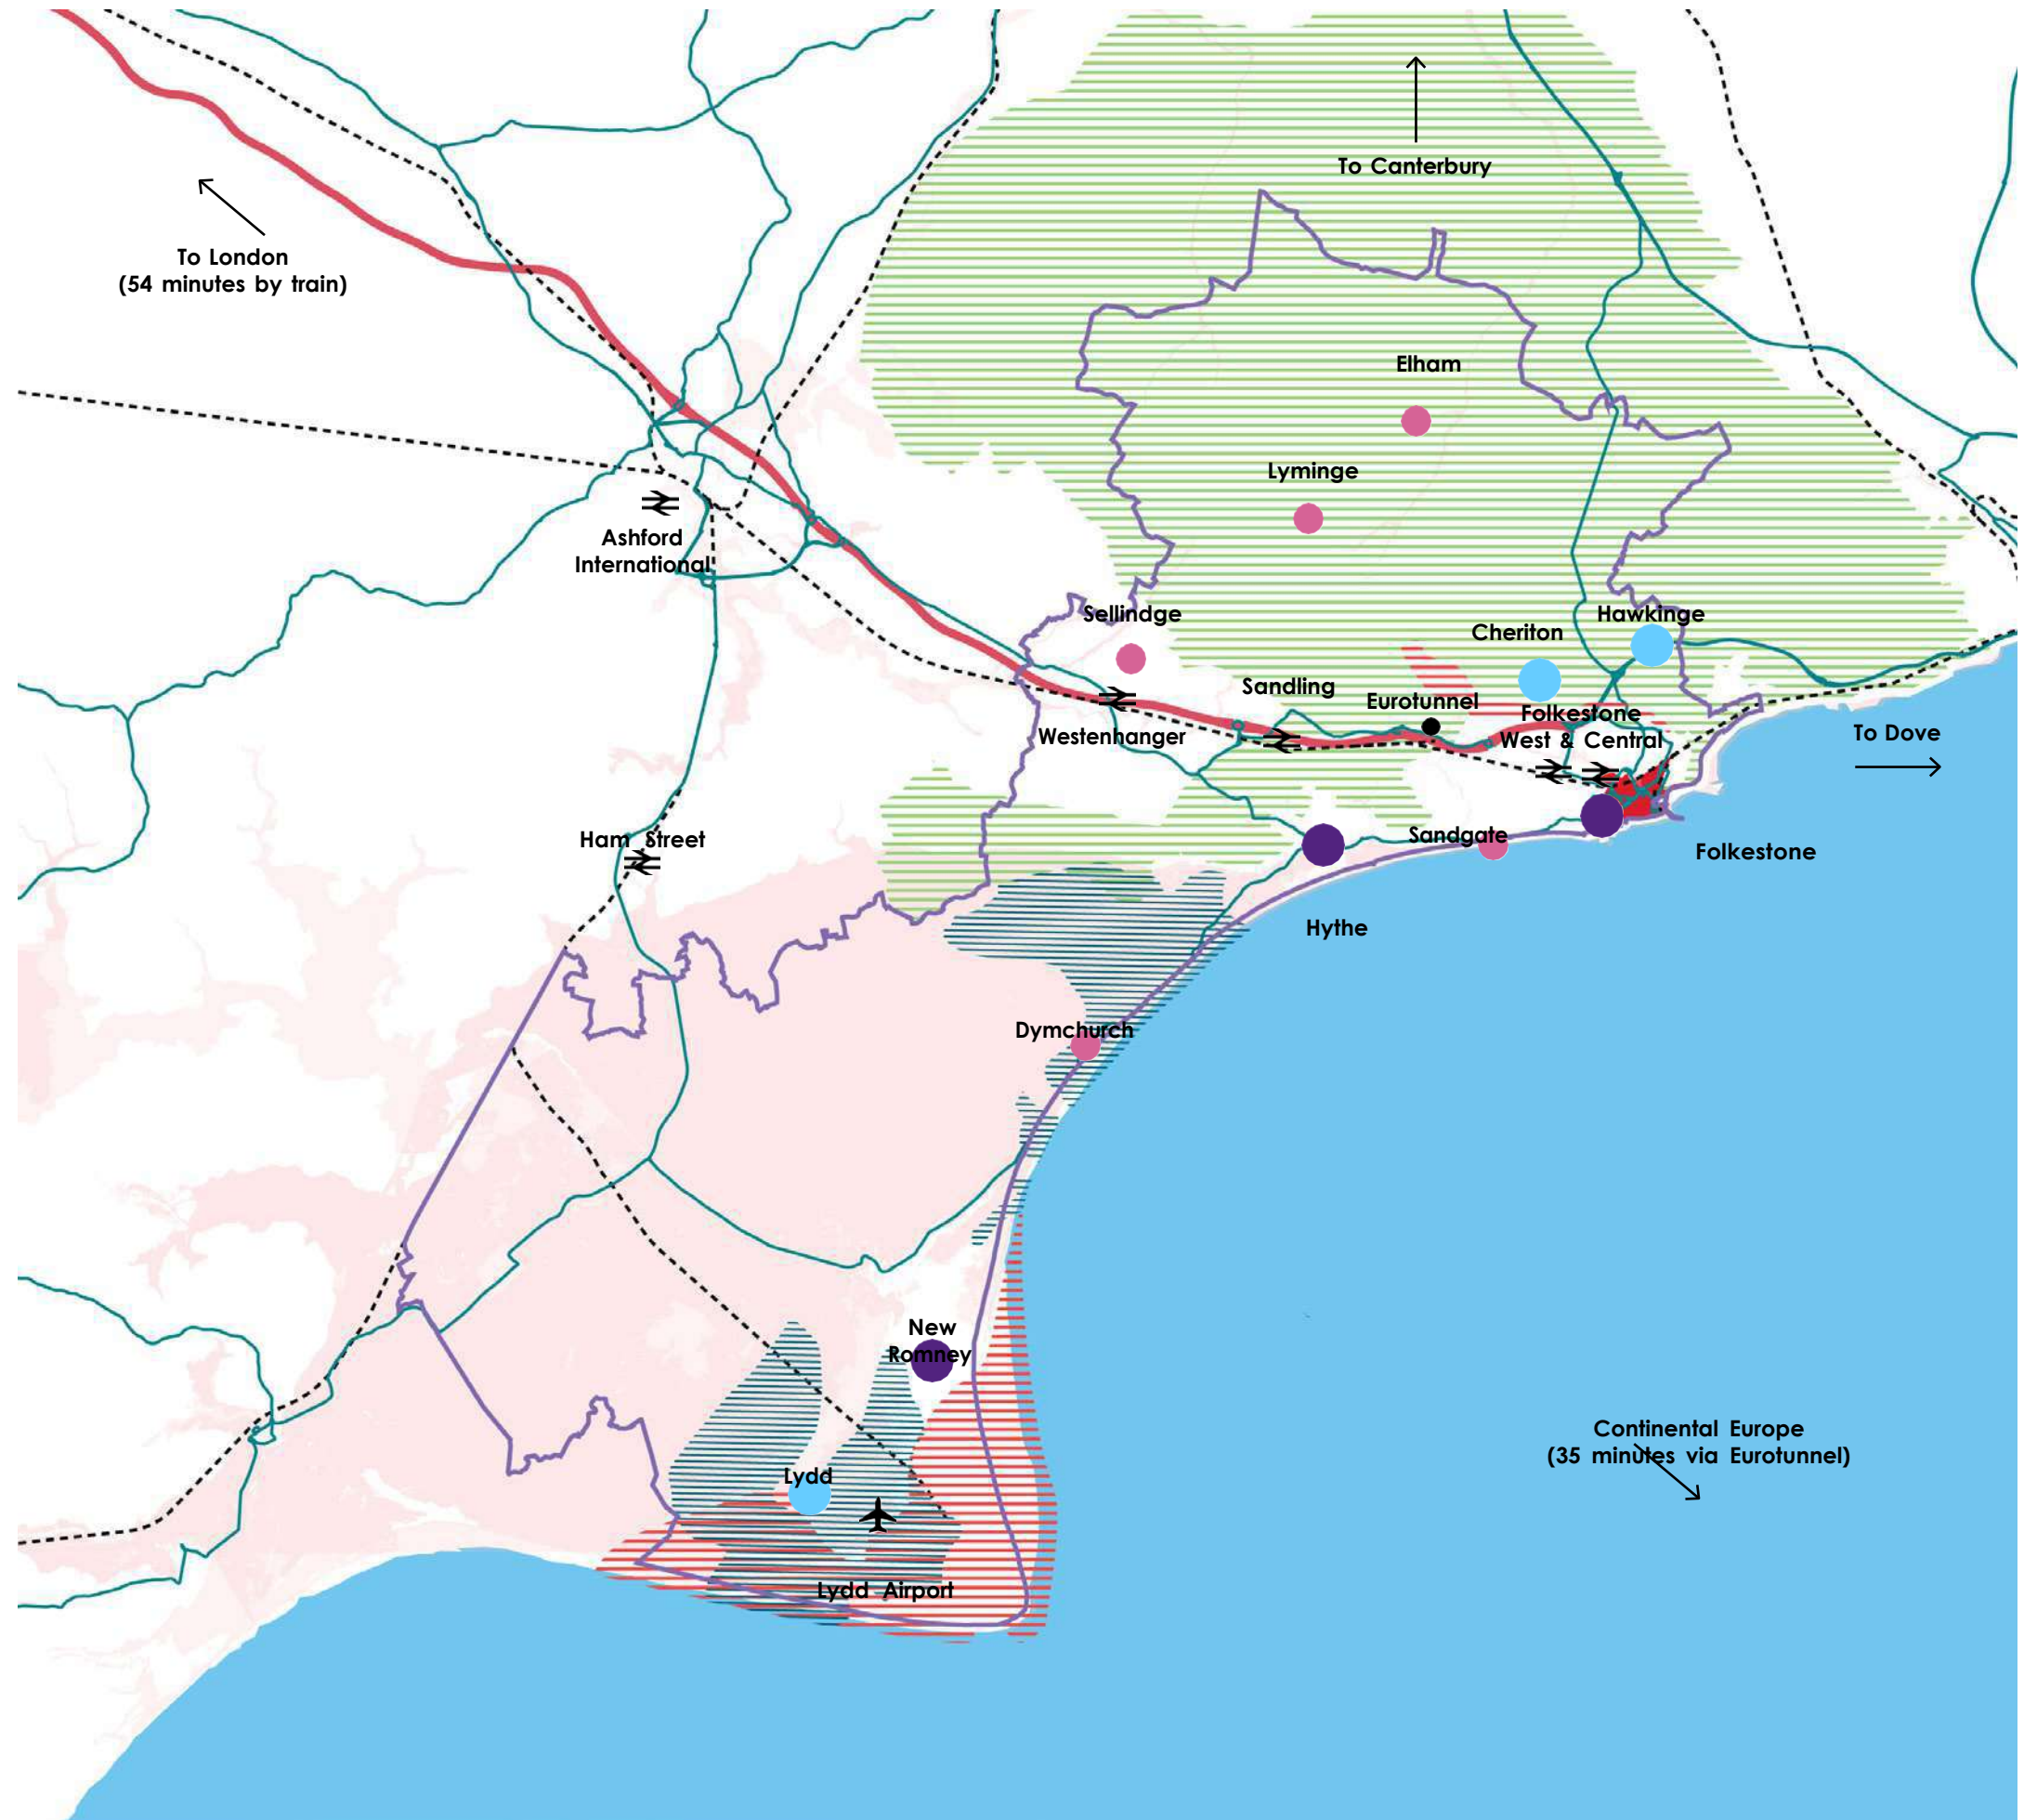 To Canterbury
To London
(54 minutes by train)
Elham
Lyminge
Ashford
International
Sellindge
Hawkinge
Cheriton
Sandling
Eurotunnel
Folkestone
West & Central
Westenhanger
To Dove
Ham Street
Sandgate
Folkestone
Hythe
Dymchurch
New
Romney
Continental Europe
(35 minutes via Eurotunnel)
Lydd
Lydd Airport